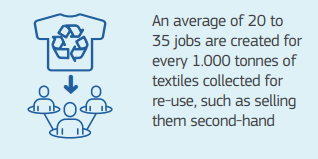 An average of 20 to
35 jobs are created for
every 1.000 tonnes of
textiles collected for
re-use, such as selling
them second-hand